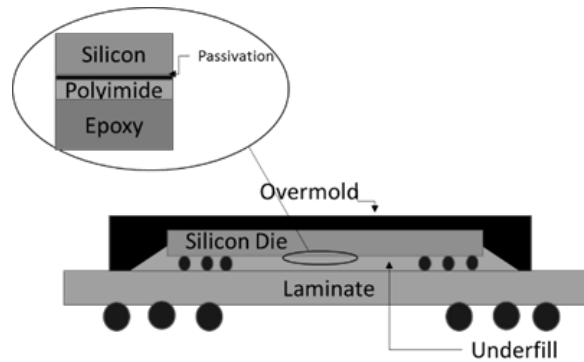 Silicon
Passivation
Polyimide
Epoxy
Overmold
Silicon Die
Laminate
Underfill